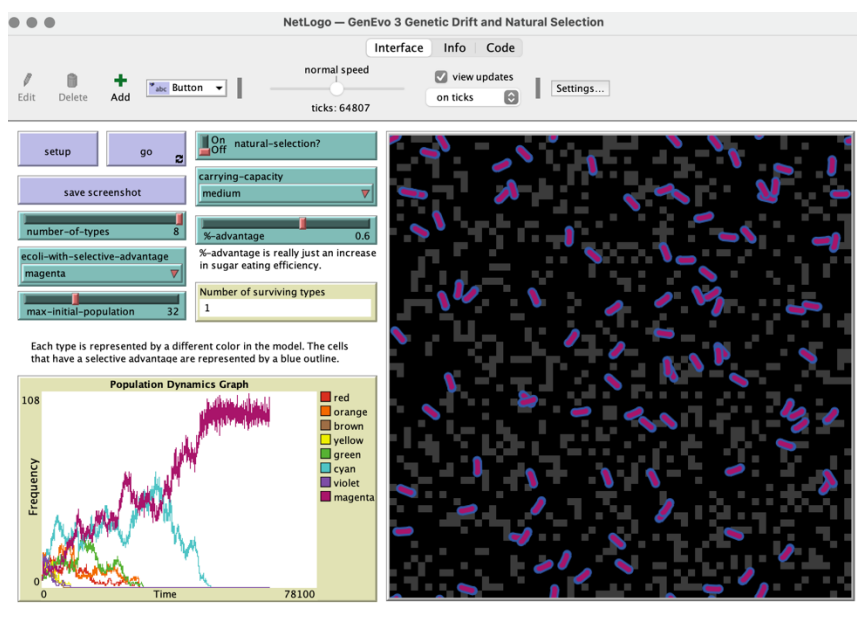 NetLogo — GenEvo 3 Genetic Drift and Natural Selection
Interface Info Code
Edit Delete Add abc Button normal speed view updates
ticks: 64807 on ticks Settings...
setup go
On
Off natural-selection?
save screenshot
carrying-capacity
medium
number-of-types 8
%-advantage 0.6
ecoli-with-selective-advantage
magenta
%-advantage is really just an increase
in sugar eating efficiency.
max-initial-population 32
Number of surviving types
1
Each type is represented by a different color in the model. The cells
that have a selective advantage are represented by a blue outline.
Population Dynamics Graph
108
Frequency
0
0 Time 78100
red
orange
brown
yellow
green
cyan
violet
magenta